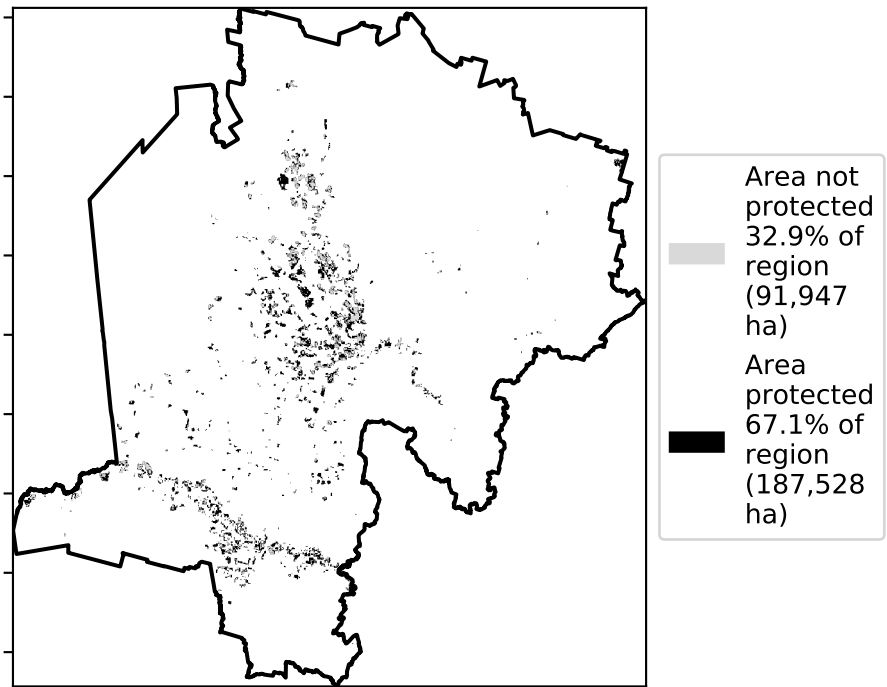 Area not
protected
32.9% of
region
(91,947
ha)
Area
protected
67.1% of
region
(187,528
ha)